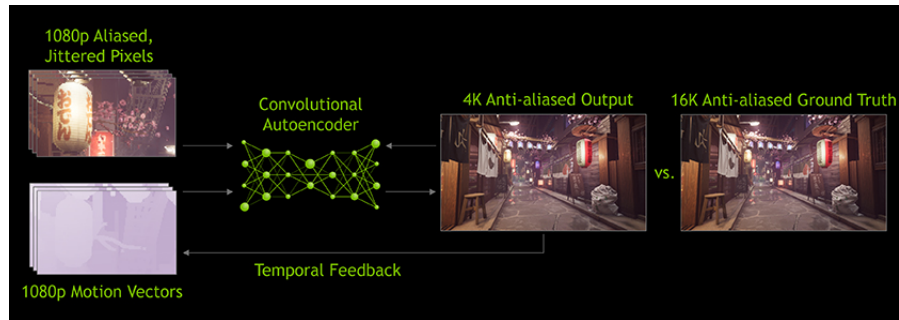 1080p Aliased,
Jittered Pixels
Convolutional
Autoencoder
4K Anti-aliased Output
16K Anti-aliased Ground Truth
vs.
Temporal Feedback
1080p Motion Vectors